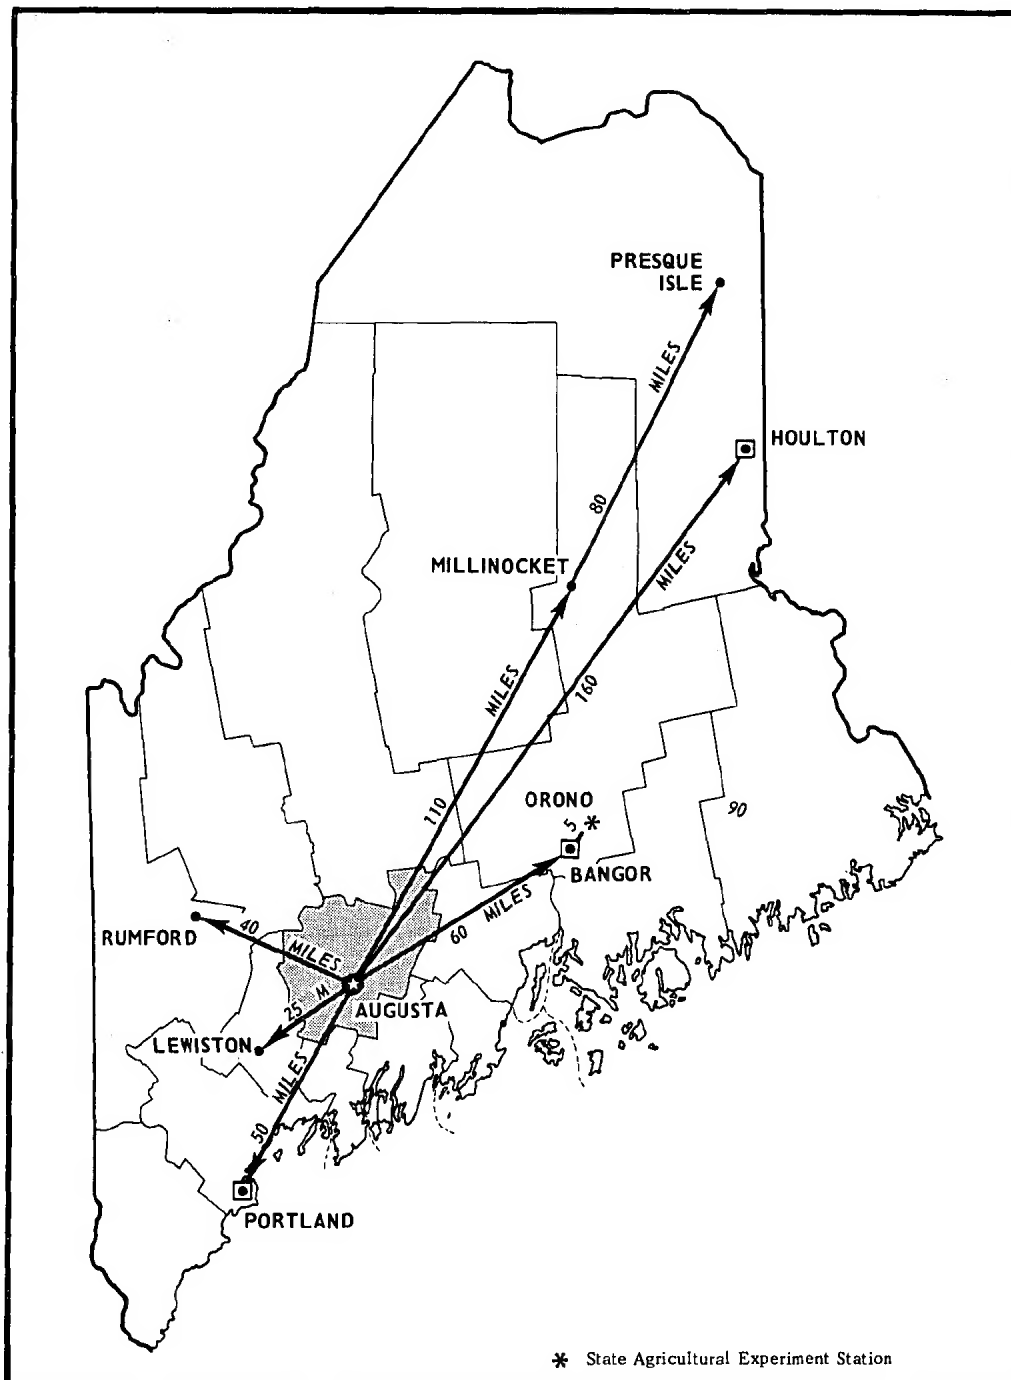 PRESQUE
ISLE
MILES
HOULTON
80
MILLINOCKET
MILES
MILES
160
110
ORONO
5 *
90
BANGOR
MILES
60
RUMFORD
40
MILES
25 M
AUGUSTA
LEWISTON
MILES
50
PORTLAND
* State Agricultural Experiment Station